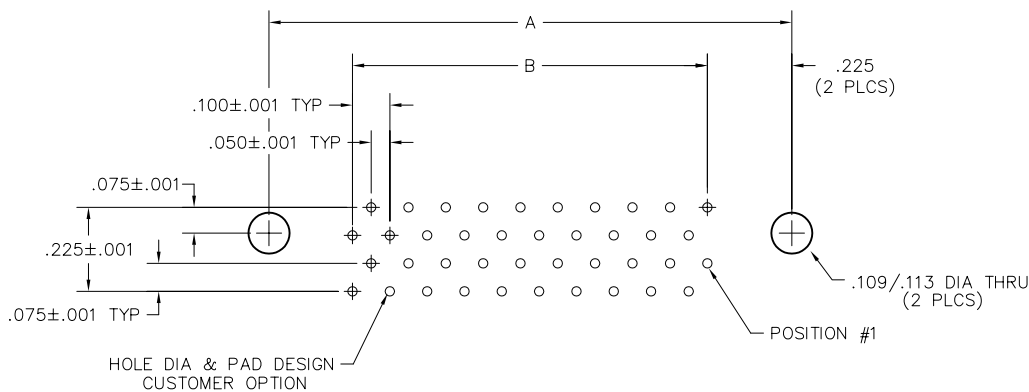 A
B
.225
(2 PLCS)
.100±.001 TYP
.050±.001 TYP
.075±.001
.225±.001
.075±.001 TYP
.109/.113 DIA THRU
(2 PLCS)
POSITION #1
HOLE DIA & PAD DESIGN
CUSTOMER OPTION